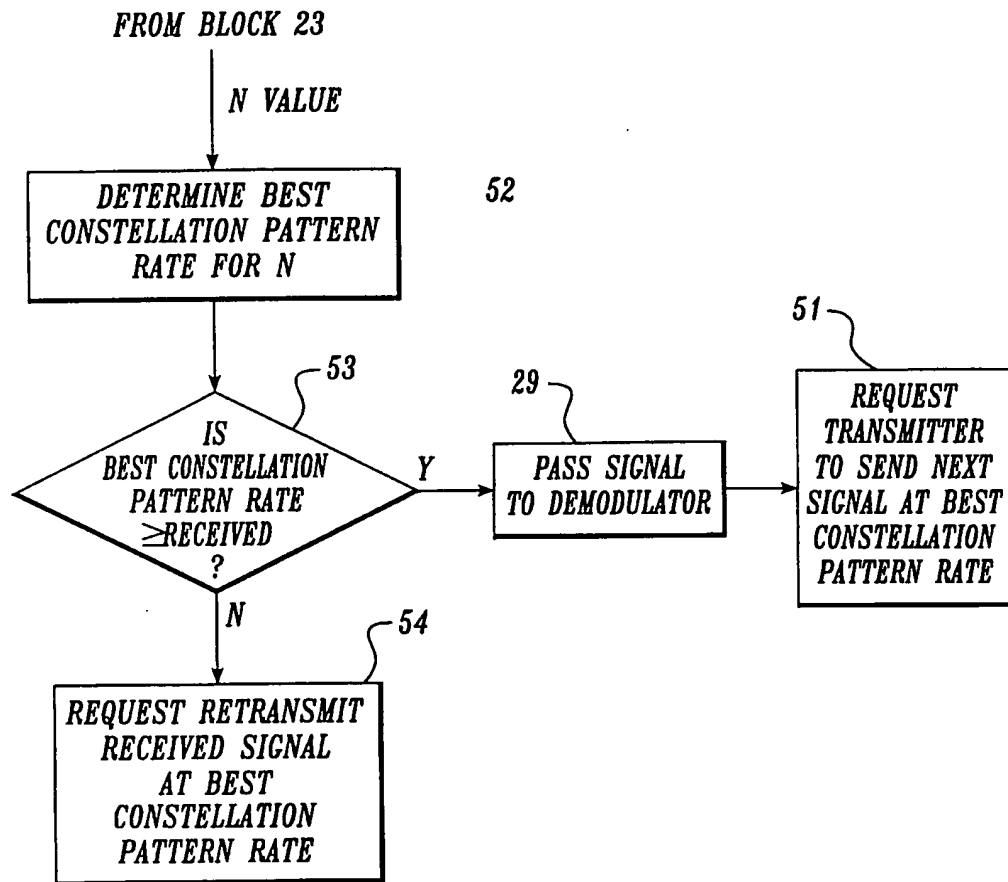 FROM BLOCK 23
N VALUE
DETERMINE BEST
CONSTELLATION PATTERN
RATE FOR N
52
53
IS
BEST CONSTELLATION
PATTERN RATE
≥RECEIVED
?
Y
N
29
PASS SIGNAL
TO DEMODULATOR
51
REQUEST
TRANSMITTER
TO SEND NEXT
SIGNAL AT BEST
CONSTELLATION
PATTERN RATE
54
REQUEST RETRANSMIT
RECEIVED SIGNAL
AT BEST
CONSTELLATION
PATTERN RATE